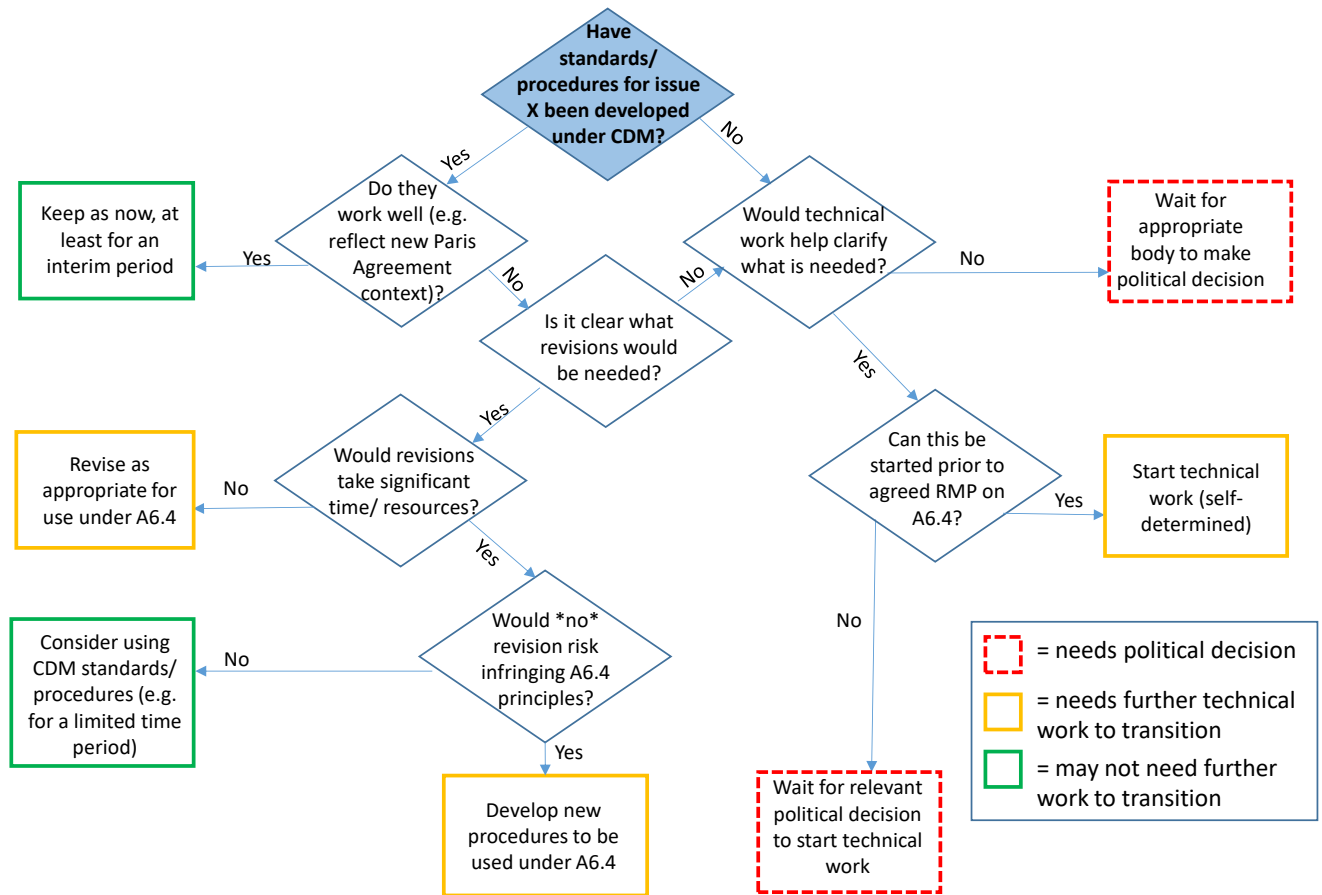 Have
standards/
procedures for issue
X been developed
under CDM?
Yes
No
Keep as now, at
least for an
interim period
Yes
Do they
work well (e.g.
reflect new Paris
Agreement
context)?
No
Would technical
work help clarify
what is needed?
No
Wait for
appropriate
body to make
political decision
No
Is it clear what
revisions would
be needed?
Yes
Yes
Revise as
appropriate for
use under A6.4
No
Would revisions
take significant
time/ resources?
Yes
Can this be
started prior to
agreed RMP on
A6.4?
Yes
Start technical
work (self-
determined)
No
Consider using
CDM standards/
procedures (e.g.
for a limited time
period)
No
Would *no*
revision risk
infringing A6.4
principles?
Yes
Develop new
procedures to be
used under A6.4
Wait for relevant
political decision
to start technical
work
= needs political decision
= needs further technical
work to transition
= may not need further
work to transition